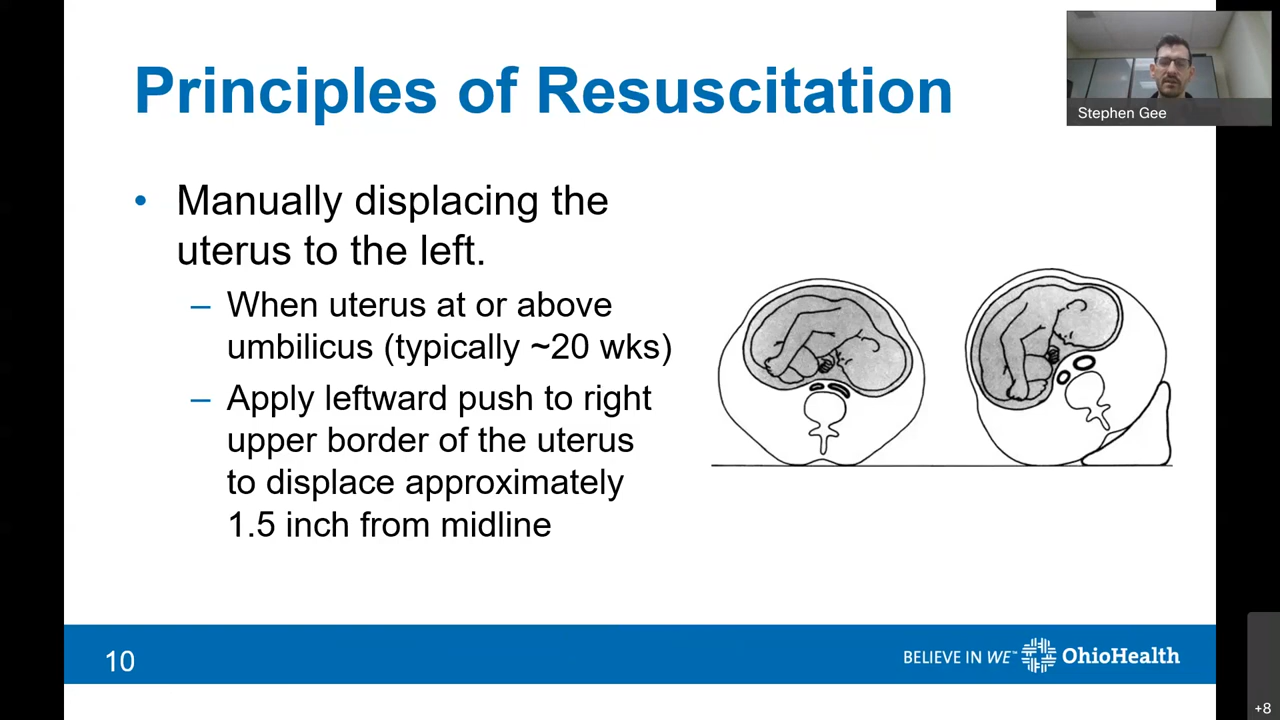 Principles of Resuscitation
Stephen Gee
• Manually displacing the
uterus to the left.
– When uterus at or above
umbilicus (typically ~20 wks)
– Apply leftward push to right
upper border of the uterus
to displace approximately
1.5 inch from midline
10
BELIEVE IN WE™ OhioHealth
+8